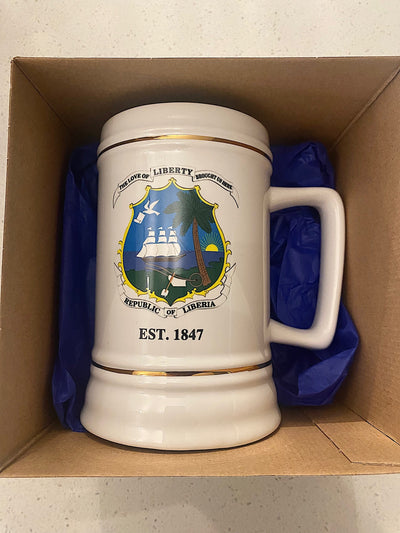 THE LOVE OF LIBERTY BROUGHT US HERE
REPUBLIC OF LIBERIA
EST. 1847